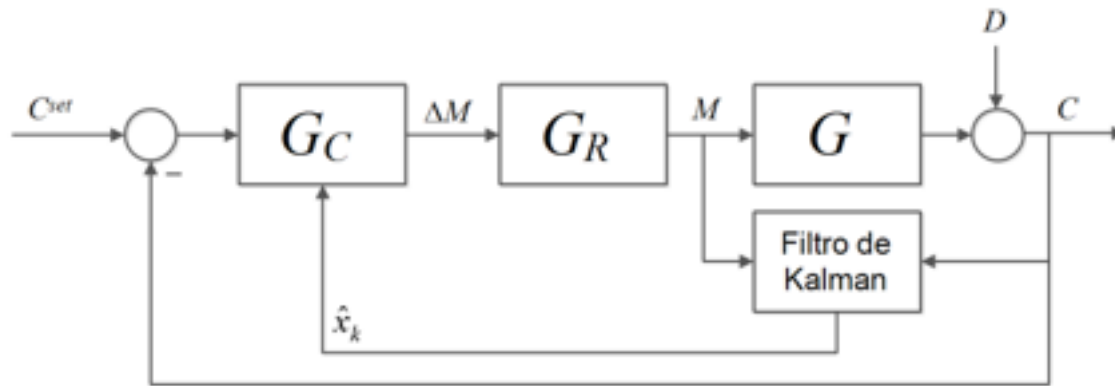 D
C^set
G_C
ΔM
G_R
M
G
C
−
Filtro de
Kalman
x̂_k